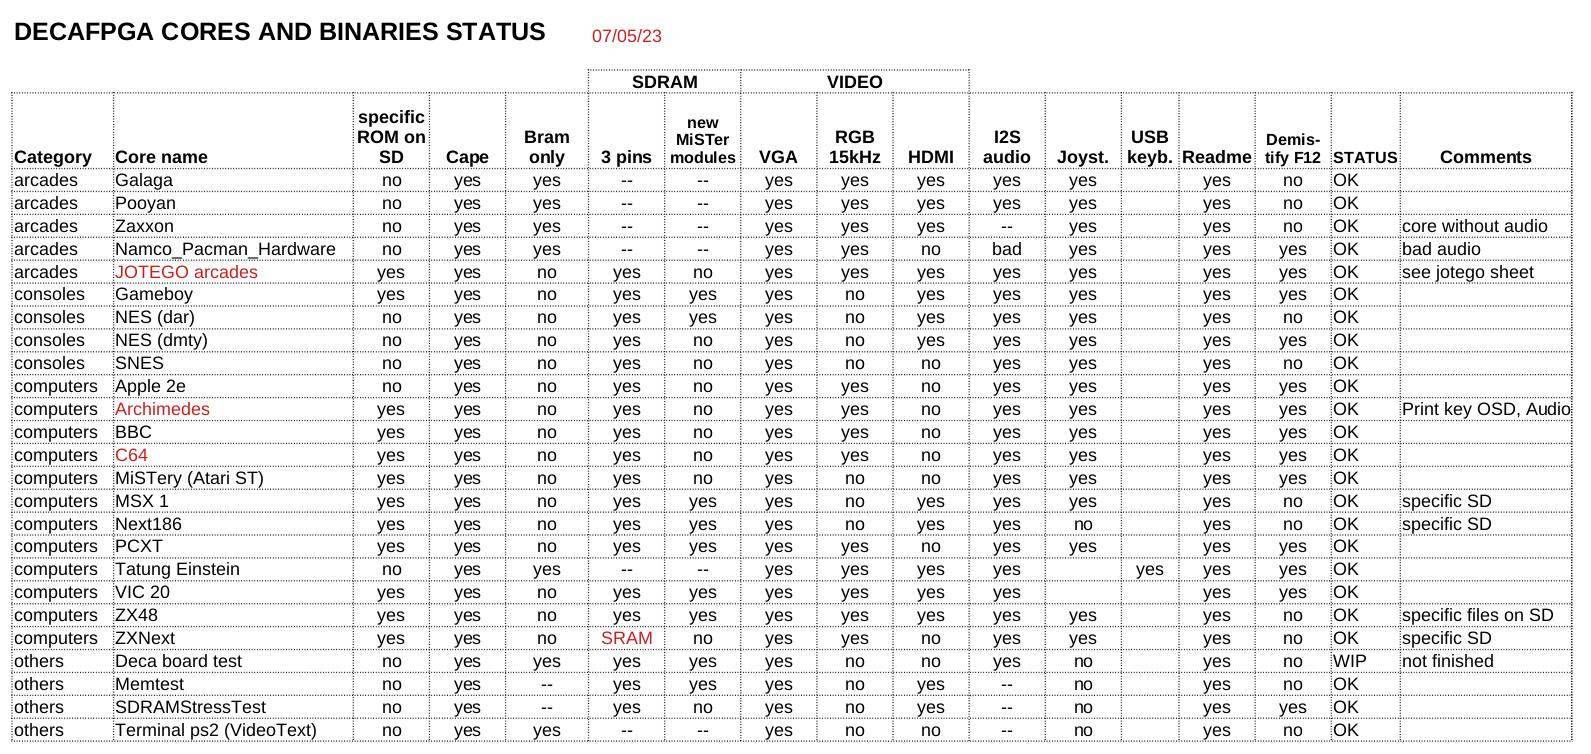 DECAFPGA CORES AND BINARIES STATUS 07/05/23
SDRAM VIDEO
Category Core name specific ROM on SD Cape Bram only 3 pins new MiSTer modules VGA RGB 15kHz HDMI I2S audio Joyst. USB keyb. Readme Demis-tify F12 STATUS Comments
arcades Galaga no yes yes -- -- yes yes yes yes yes yes no OK
arcades Pooyan no yes yes -- -- yes yes yes yes yes yes no OK
arcades Zaxxon no yes yes -- -- yes yes yes -- yes yes no OK core without audio
arcades Namco_Pacman_Hardware no yes yes -- -- yes yes no bad yes yes yes OK bad audio
arcades JOTEGO arcades yes yes no yes no yes yes yes yes yes yes yes OK see jotego sheet
consoles Gameboy yes yes no yes yes yes no yes yes yes yes yes OK
consoles NES (dar) no yes no yes yes yes no yes yes yes yes no OK
consoles NES (dmty) no yes no yes no yes no yes yes yes yes yes OK
consoles SNES no yes no yes no yes no no yes yes yes no OK
computers Apple 2e no yes no yes no yes yes no yes yes yes yes OK
computers Archimedes yes yes no yes no yes yes no yes yes yes yes OK Print key OSD, Audio
computers BBC yes yes no yes no yes yes no yes yes yes yes OK
computers C64 yes yes no yes no yes yes no yes yes yes yes OK
computers MiSTery (Atari ST) yes yes no yes no yes no no yes yes yes yes OK
computers MSX 1 yes yes no yes yes yes no yes yes yes yes no OK specific SD
computers Next186 yes yes no yes yes yes no yes yes no yes no OK specific SD
computers PCXT yes yes no yes yes yes yes no yes yes yes yes OK
computers Tatung Einstein no yes yes -- -- yes yes yes yes yes yes yes OK
computers VIC 20 yes yes no yes yes yes yes yes yes yes yes OK
computers ZX48 yes yes no yes yes yes yes yes yes yes yes no OK specific files on SD
computers ZXNext yes yes no SRAM no yes yes no yes yes yes no OK specific SD
others Deca board test no yes yes yes yes yes no no yes no yes no WIP not finished
others Memtest no yes -- yes yes yes no yes -- no yes no OK
others SDRAMStressTest no yes -- yes no yes no yes -- no yes yes OK
others Terminal ps2 (VideoText) no yes yes -- -- yes no no -- no yes no OK